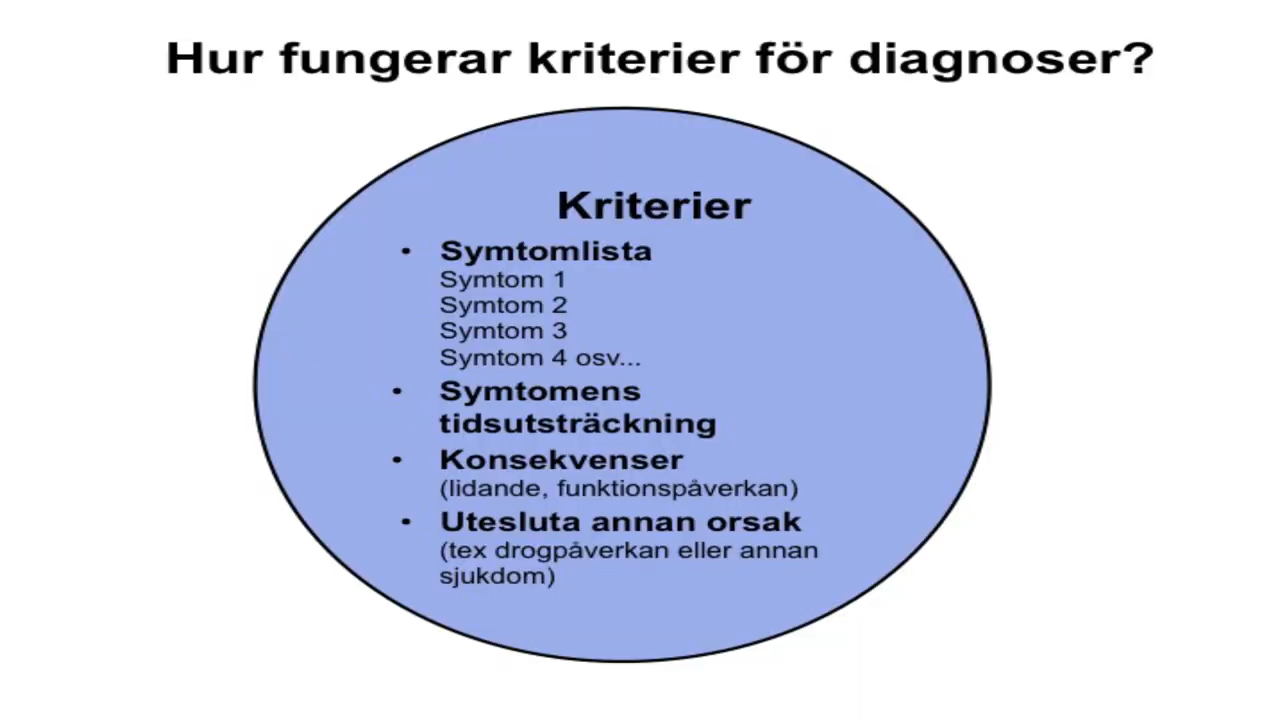 Hur fungerar kriterier för diagnoser?
Kriterier
• Symtomlista
Symtom 1
Symtom 2
Symtom 3
Symtom 4 osv...
• Symtomens
tidsutsträckning
• Konsekvenser
(lidande, funktionspåverkan)
• Utesluta annan orsak
(tex drogpåverkan eller annan
sjukdom)